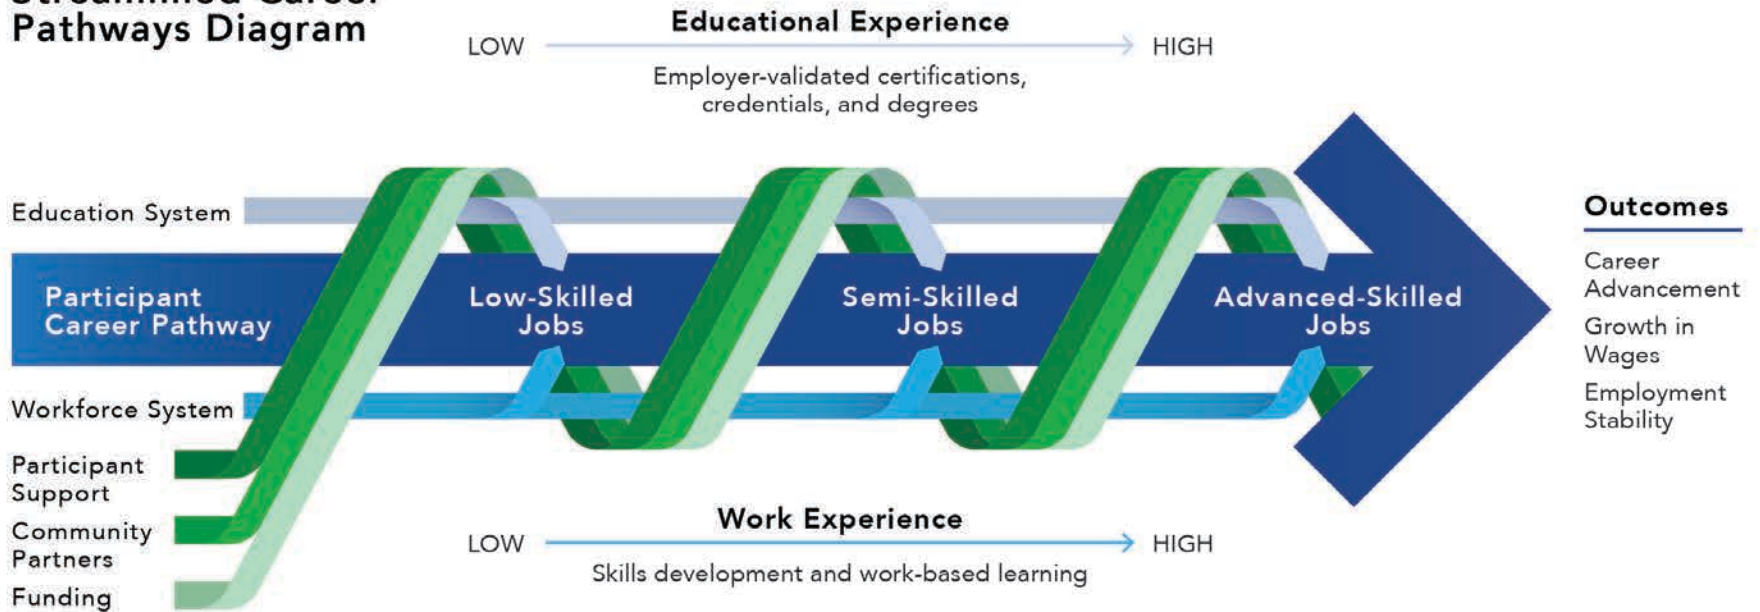 Streamlined Career
Pathways Diagram
Educational Experience
LOW
HIGH
Employer-validated certifications,
credentials, and degrees
Education System
Participant
Career Pathway
Low-Skilled
Jobs
Semi-Skilled
Jobs
Advanced-Skilled
Jobs
Workforce System
Participant
Support
Community
Partners
Funding
Work Experience
LOW
HIGH
Skills development and work-based learning
Outcomes
Career
Advancement
Growth in
Wages
Employment
Stability